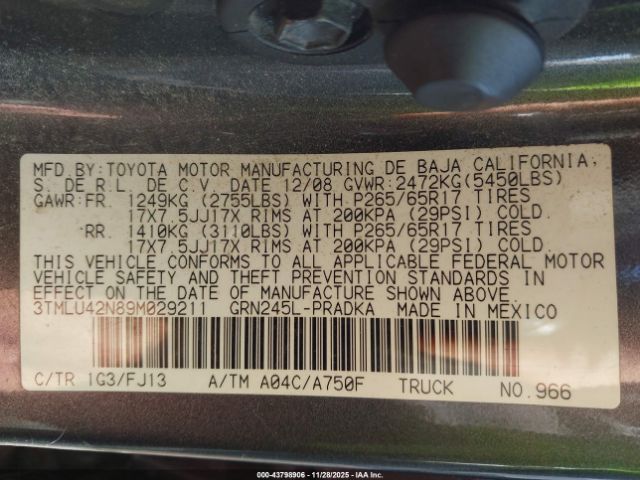 MFD.BY:TOYOTA MOTOR MANUFACTURING DE BAJA CALIFORNIA,
S. DE R.L. DE C.V. DATE 12/08 GVWR:2472KG(5450LBS)
GAWR:FR. 1249KG (2755LBS) WITH P265/65R17 TIRES
17X7.5JJ17X RIMS AT 200KPA (29PSI) COLD.
RR. 1410KG (3110LBS) WITH P265/65R17 TIRES
17X7.5JJ17X RIMS AT 200KPA (29PSI) COLD.
THIS VEHICLE CONFORMS TO ALL APPLICABLE FEDERAL MOTOR
VEHICLE SAFETY AND THEFT PREVENTION STANDARDS IN
EFFECT ON THE DATE OF MANUFACTURE SHOWN ABOVE.
3TMLU42N89M029211 GRN245L-PRADKA MADE IN MEXICO
C/TR 1G3/FJ13 A/TM A04C/A750F TRUCK NO.966
000-43798906 - 11/28/2025 - IAA Inc.